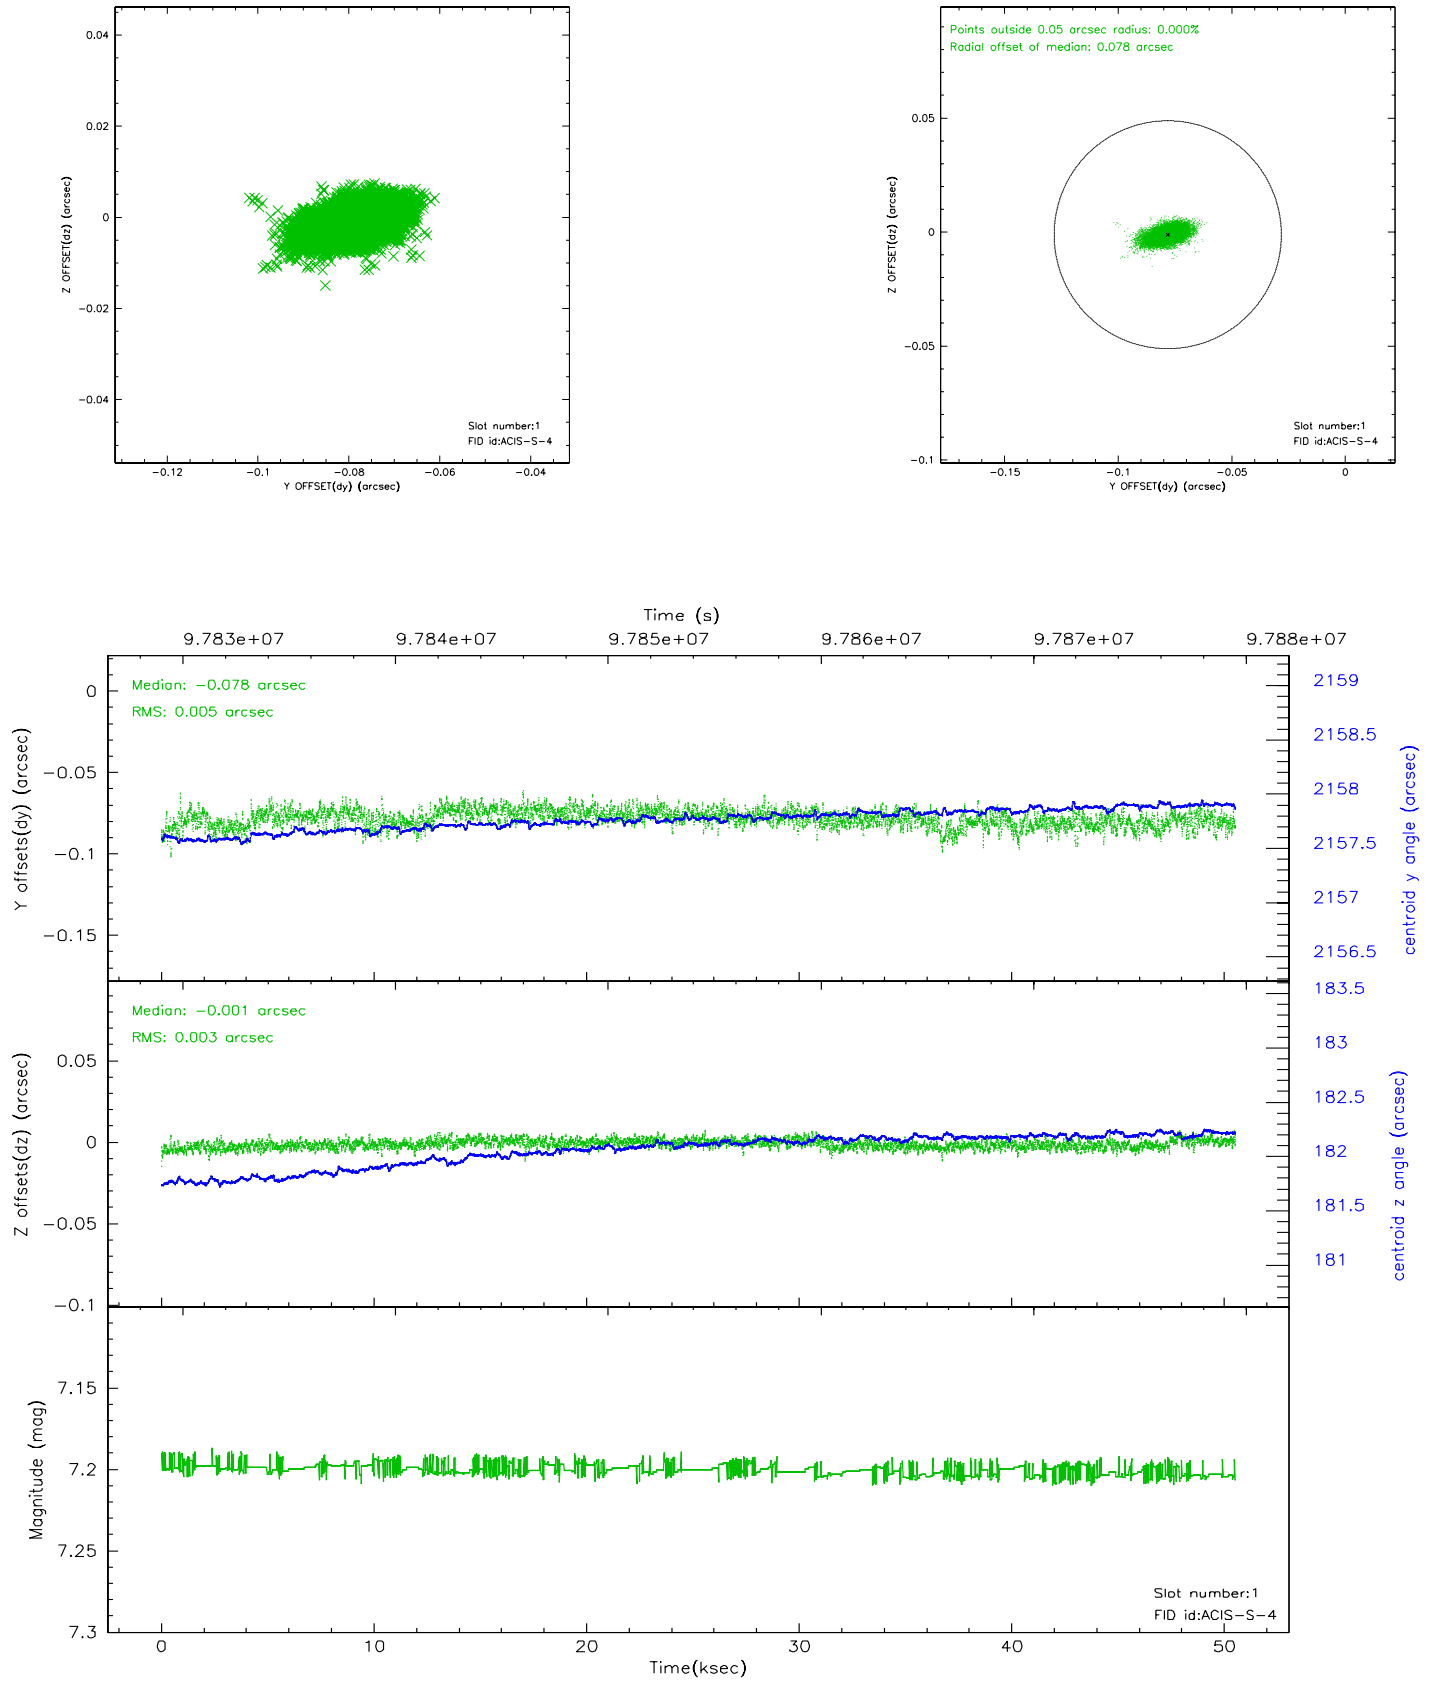 0.04
0.02
0
−0.02
−0.04
Z OFFSET(dz) (arcsec)
Slot number:1
FID id:ACIS−S−4
−0.12
−0.1
−0.08
−0.06
−0.04
Y OFFSET(dy) (arcsec)
Points outside 0.05 arcsec radius: 0.000%
Radial offset of median: 0.078 arcsec
0.05
0
−0.05
−0.1
Z OFFSET(dz) (arcsec)
Slot number:1
FID id:ACIS−S−4
−0.15
−0.1
−0.05
0
Y OFFSET(dy) (arcsec)
Time (s)
9.783e+07
9.784e+07
9.785e+07
9.786e+07
9.787e+07
9.788e+07
Median: −0.078 arcsec
RMS: 0.005 arcsec
0
−0.05
−0.1
−0.15
Y offsets(dy) (arcsec)
2159
2158.5
2158
2157.5
2157
2156.5
centroid y angle (arcsec)
Median: −0.001 arcsec
RMS: 0.003 arcsec
0.05
0
−0.05
−0.1
Z offsets(dz) (arcsec)
183.5
183
182.5
182
181.5
181
centroid z angle (arcsec)
7.15
7.2
7.25
7.3
Magnitude (mag)
Slot number:1
FID id:ACIS−S−4
0
10
20
30
40
50
Time(ksec)